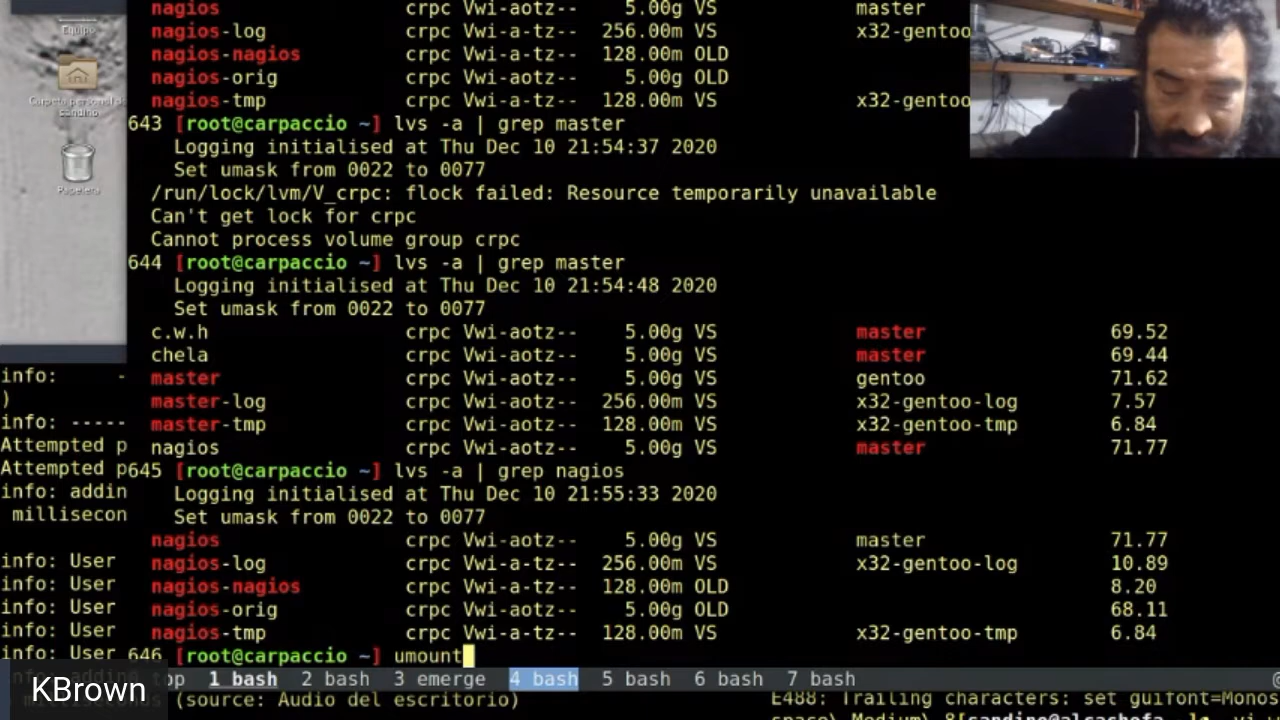 Equipo
Carpeta personal de
sandino
Papelera
nagios crpc Vwi-aotz-- 5.00g VS master
nagios-log crpc Vwi-a-tz-- 256.00m VS x32-gentoo
nagios-nagios crpc Vwi-aotz-- 128.00m OLD
nagios-orig crpc Vwi-aotz-- 5.00g OLD
nagios-tmp crpc Vwi-a-tz-- 128.00m VS x32-gentoo
643 [root@carpaccio ~] lvs -a | grep master
Logging initialised at Thu Dec 10 21:54:37 2020
Set umask from 0022 to 0077
/run/lock/lvm/V_crpc: flock failed: Resource temporarily unavailable
Can't get lock for crpc
Cannot process volume group crpc
644 [root@carpaccio ~] lvs -a | grep master
Logging initialised at Thu Dec 10 21:54:48 2020
Set umask from 0022 to 0077
c.w.h crpc Vwi-aotz-- 5.00g VS master 69.52
chela crpc Vwi-aotz-- 5.00g VS master 69.44
master crpc Vwi-aotz-- 5.00g VS gentoo 71.62
master-log crpc Vwi-aotz-- 256.00m VS x32-gentoo-log 7.57
master-tmp crpc Vwi-aotz-- 128.00m VS x32-gentoo-tmp 6.84
nagios crpc Vwi-aotz-- 5.00g VS master 71.77
645 [root@carpaccio ~] lvs -a | grep nagios
Logging initialised at Thu Dec 10 21:55:33 2020
Set umask from 0022 to 0077
nagios crpc Vwi-aotz-- 5.00g VS master 71.77
nagios-log crpc Vwi-a-tz-- 256.00m VS x32-gentoo-log 10.89
nagios-nagios crpc Vwi-aotz-- 128.00m OLD 8.20
nagios-orig crpc Vwi-aotz-- 5.00g OLD 68.11
nagios-tmp crpc Vwi-a-tz-- 128.00m VS x32-gentoo-tmp 6.84
646 [root@carpaccio ~] umount
op 1 bash 2 bash 3 emerge 4 bash 5 bash 6 bash 7 bash
info: -
)
info: -----
Attempted p
Attempted p
info: addin
millisecon
info: User
info: User
info: User
info: User
info: User
KBrown
(source: Audio del escritorio)
E488: Trailing characters: set guifont=Monos